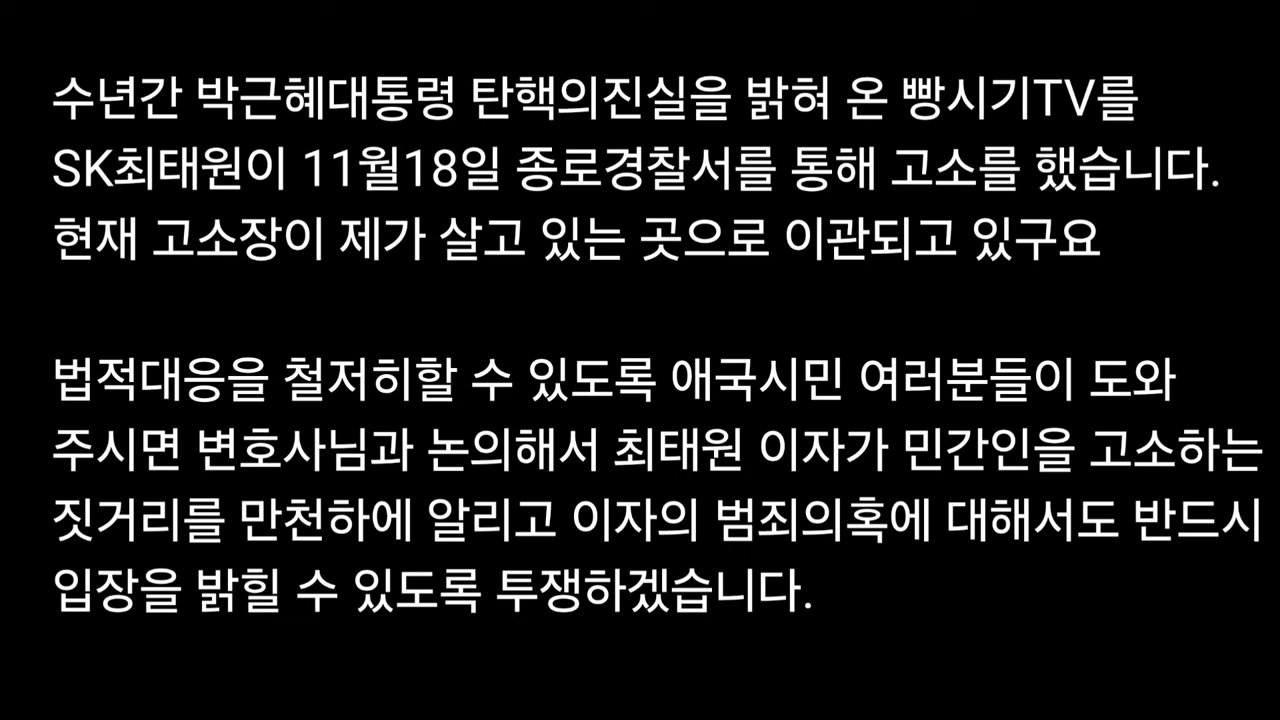 수년간 박근혜대통령 탄핵의진실을 밝혀 온 빵시기TV를
SK최태원이 11월18일 종로경찰서를 통해 고소를 했습니다.
현재 고소장이 제가 살고 있는 곳으로 이관되고 있구요
법적대응을 철저히할 수 있도록 애국시민 여러분들이 도와
주시면 변호사님과 논의해서 최태원 이자가 민간인을 고소하는
짓거리를 만천하에 알리고 이자의 범죄의혹에 대해서도 반드시
입장을 밝힐 수 있도록 투쟁하겠습니다.